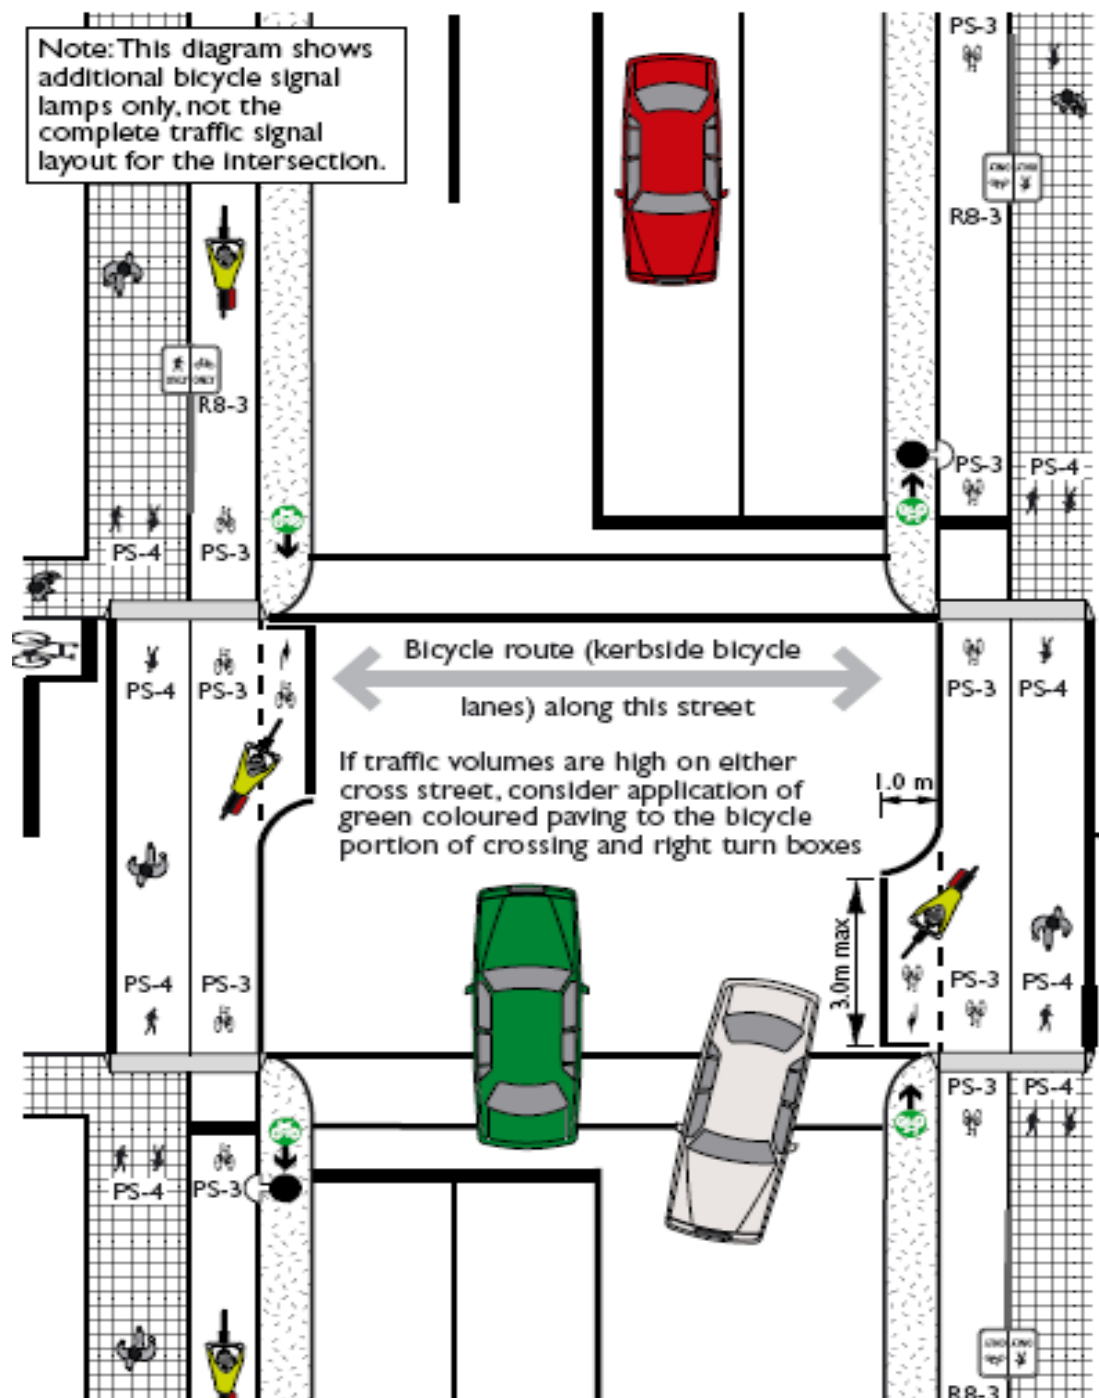 Note: This diagram shows
additional bicycle signal
lamps only, not the
complete traffic signal
layout for the intersection.
PS-3
R8-3
R8-3
PS-3
PS-4
PS-4
PS-3
Bicycle route (kerbside bicycle
lanes) along this street
PS-4
PS-3
PS-3
PS-4
If traffic volumes are high on either
cross street, consider application of
green coloured paving to the bicycle
portion of crossing and right turn boxes
1.0 m
3.0m max
PS-4
PS-3
PS-3
PS-4
PS-3
PS-4
PS-4
PS-3
R8-3